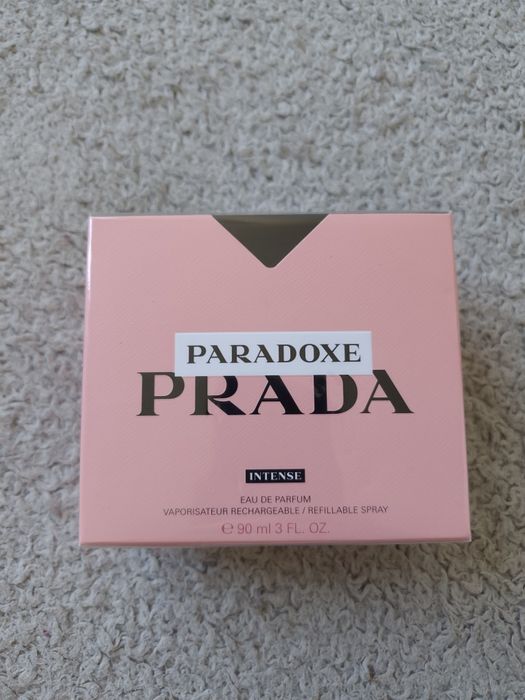 PARADOXE
PRADA
INTENSE
EAU DE PARFUM
VAPORISATEUR RECHARGEABLE / REFILLABLE SPRAY
℮ 90 ml 3 FL. OZ.